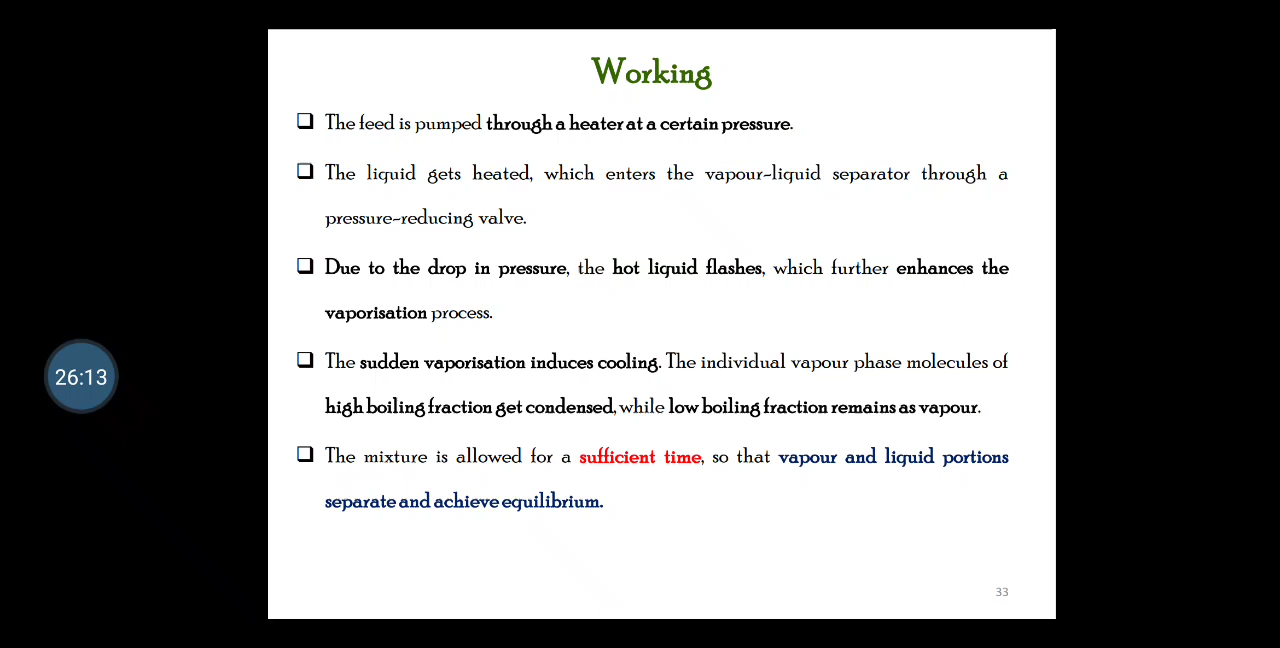 Working
The feed is pumped through a heater at a certain pressure.
The liquid gets heated, which enters the vapour-liquid separator through a
pressure-reducing valve.
Due to the drop in pressure, the hot liquid flashes, which further enhances the
vaporisation process.
The sudden vaporisation induces cooling. The individual vapour phase molecules of
high boiling fraction get condensed, while low boiling fraction remains as vapour.
26:13
The mixture is allowed for a sufficient time, so that vapour and liquid portions
separate and achieve equilibrium.
33